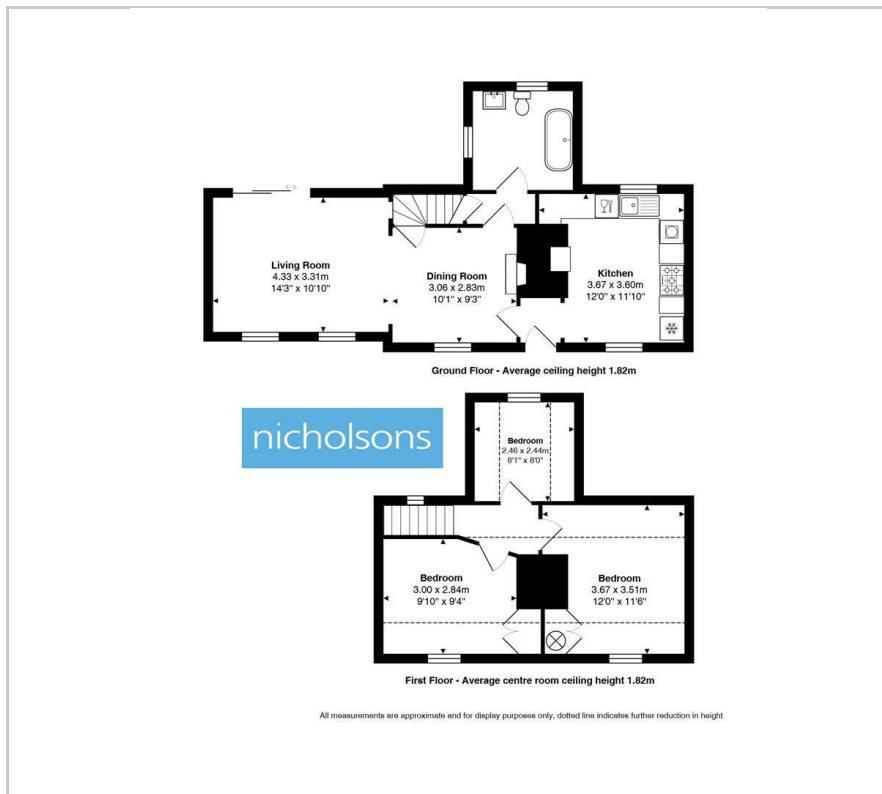 Living Room
4.33 x 3.31m
14'3" x 10'10"
Dining Room
3.06 x 2.83m
10'1" x 9'3"
Kitchen
3.67 x 3.60m
12'0" x 11'10"
Ground Floor - Average ceiling height 1.82m
nicholsons
Bedroom
2.46 x 2.44m
8'1" x 8'0"
Bedroom
3.00 x 2.84m
9'10" x 9'4"
Bedroom
3.67 x 3.51m
12'0" x 11'6"
First Floor - Average centre room ceiling height 1.82m
All measurements are approximate and for display purposes only, dotted line indicates further reduction in height